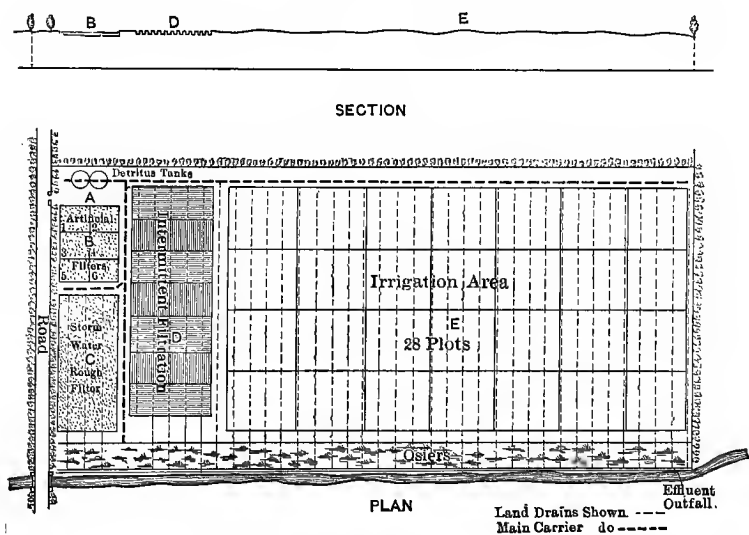 B D E
SECTION
Detritus Tanks
A
Artificial
1 2
B
3 4
Filters
5 6
Intermittent Filtration
D
Irrigation Area
E
28 Plots
Road
Storm
Water
C
Rough
Filter
Osiers
Effluent
Outfall.
PLAN
Land Drains Shown
Main Carrier do